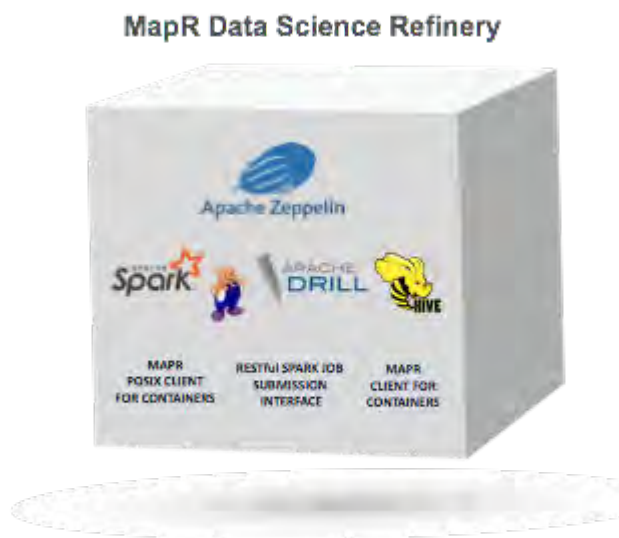 MapR Data Science Refinery
Apache Zeppelin
APACHE
Spark
APACHE
DRILL
HIVE
MAPR
POSIX CLIENT
FOR CONTAINERS
RESTful SPARK JOB
SUBMISSION
INTERFACE
MAPR
CLIENT FOR
CONTAINERS